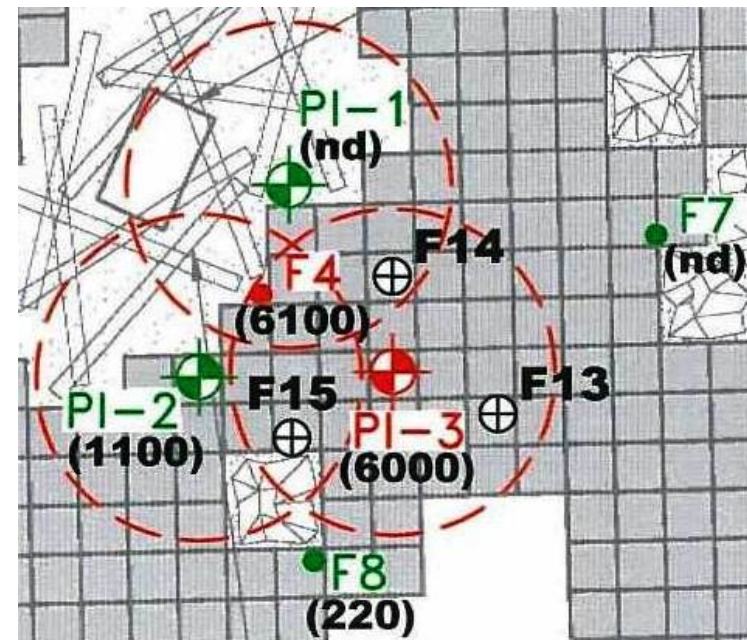 PI-1
(nd)
F7
(nd)
F14
F4
(6100)
F13
F15
PI-2
(1100)
PI-3
(6000)
F8
(220)